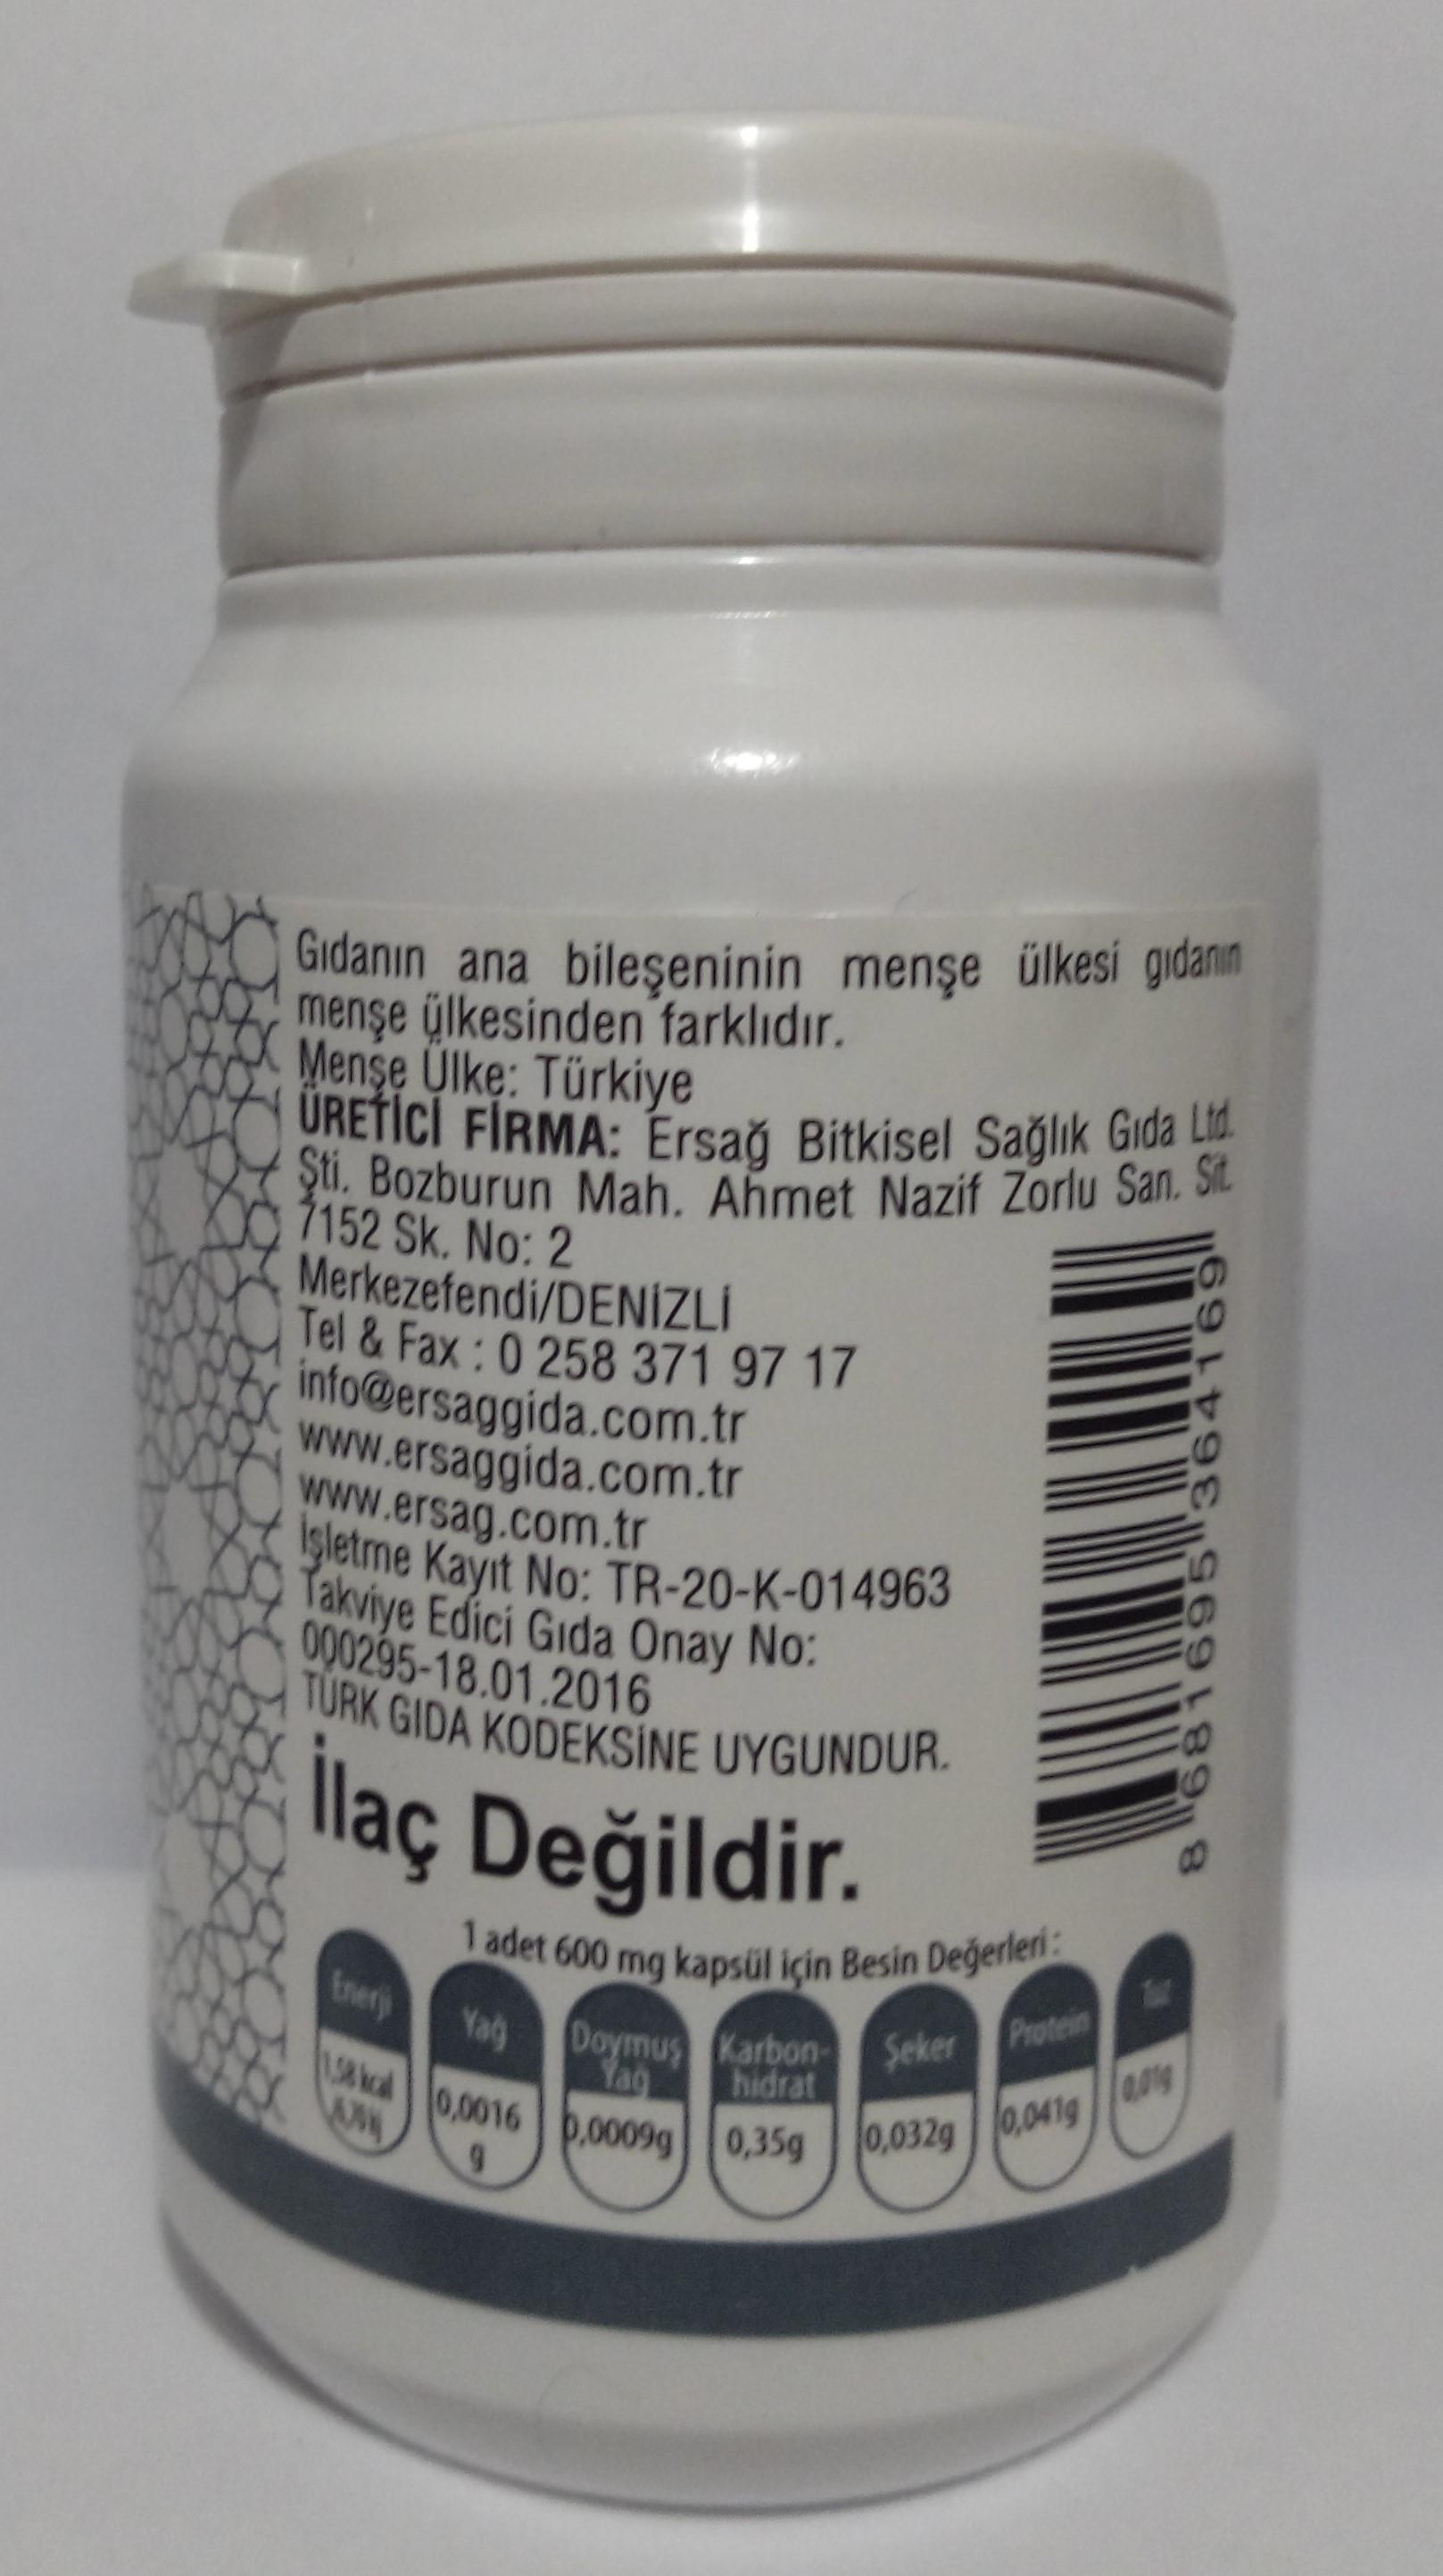 Gıdanın ana bileşeninin menşe ülkesi gıdanın
menşe ülkesinden farklıdır.
Menşe Ülke: Türkiye
ÜRETİCİ FİRMA: Ersağ Bitkisel Sağlık Gıda Ltd.
Şti. Bozburun Mah. Ahmet Nazif Zorlu San. Sit.
7152 Sk. No: 2
Merkezefendi/DENİZLİ
Tel & Fax : 0 258 371 97 17
info@ersaggida.com.tr
www.ersaggida.com.tr
www.ersag.com.tr
İşletme Kayıt No: TR-20-K-014963
Takviye Edici Gıda Onay No:
000295-18.01.2016
TÜRK GIDA KODEKSİNE UYGUNDUR.
İlaç Değildir.
8 681695 364169
1 adet 600 mg kapsül için Besin Değerleri :
Enerji
1,58 kcal
Yağ
0,0016
g
Doymuş
Yağ
0,0009g
Karbon-
hidrat
0,35g
Şeker
0,032g
Protein
0,041g
Tuz
0,01g